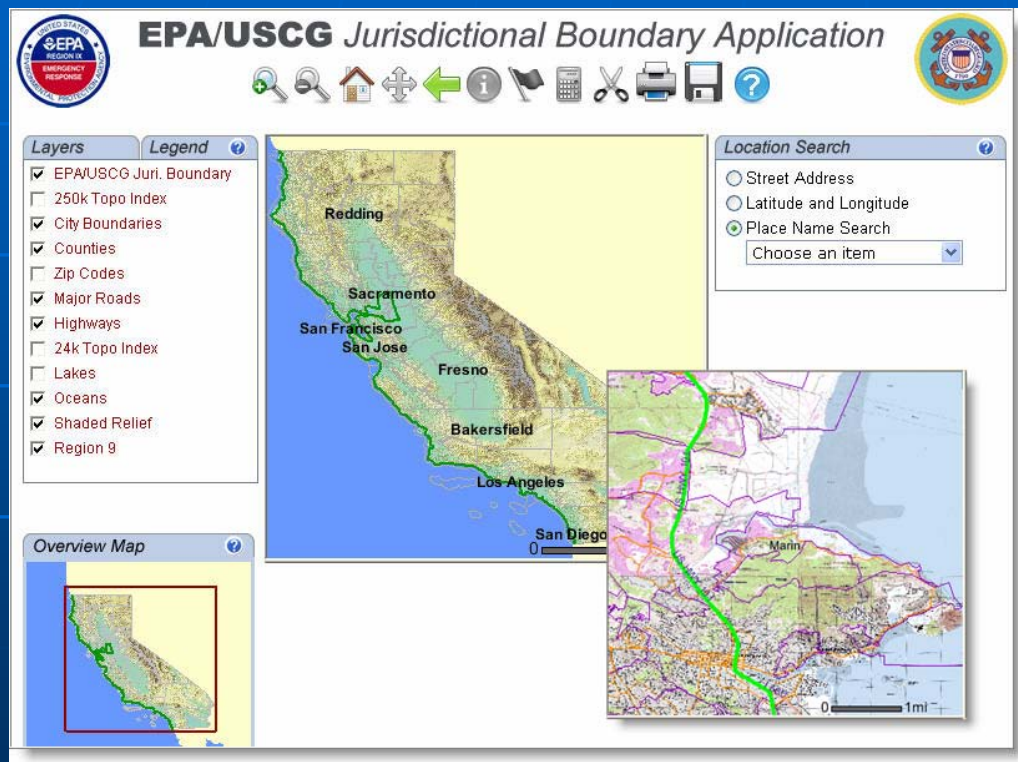 EPA/USCG Jurisdictional Boundary Application
UNITED STATES
EPA
REGION IX
EMERGENCY
RESPONSE
ENVIRONMENTAL PROTECTION AGENCY
1790
Layers
Legend
EPA/USCG Juri. Boundary
250k Topo Index
City Boundaries
Counties
Zip Codes
Major Roads
Highways
24k Topo Index
Lakes
Oceans
Shaded Relief
Region 9
Redding
Sacramento
San Francisco
San Jose
Fresno
Bakersfield
Los Angeles
San Diego
0
Location Search
Street Address
Latitude and Longitude
Place Name Search
Choose an item
Marin
0 1mi
Overview Map